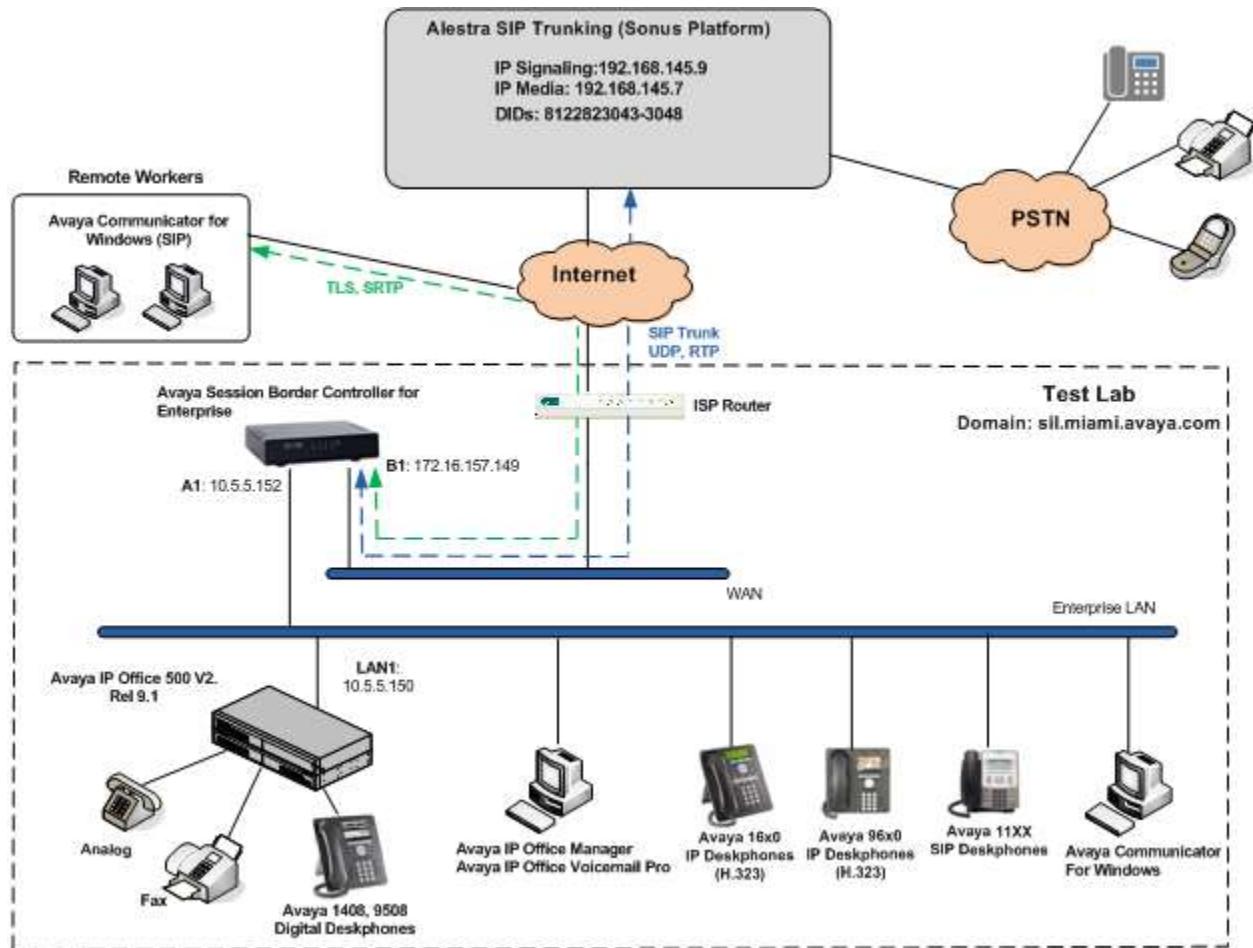 Alestra SIP Trunking (Sonus Platform)
IP Signaling:192.168.145.9
IP Media: 192.168.145.7
DIDs: 8122823043-3048
Remote Workers
Avaya Communicator for
Windows (SIP)
TLS, SRTP
Internet
PSTN
SIP Trunk
UDP, RTP
Avaya Session Border Controller for
Enterprise
ISP Router
Test Lab
Domain: sil.miami.avaya.com
B1: 172.16.157.149
A1: 10.5.5.152
WAN
Enterprise LAN
Avaya IP Office 500 V2.
Rel 9.1
LAN1:
10.5.5.150
Analog
Fax
Avaya 1408, 9508
Digital Deskphones
Avaya IP Office Manager
Avaya IP Office Voicemail Pro
Avaya 16x0
IP Deskphones
(H.323)
Avaya 96x0
IP Deskphones
(H.323)
Avaya 11XX
SIP Deskphones
Avaya Communicator
For Windows